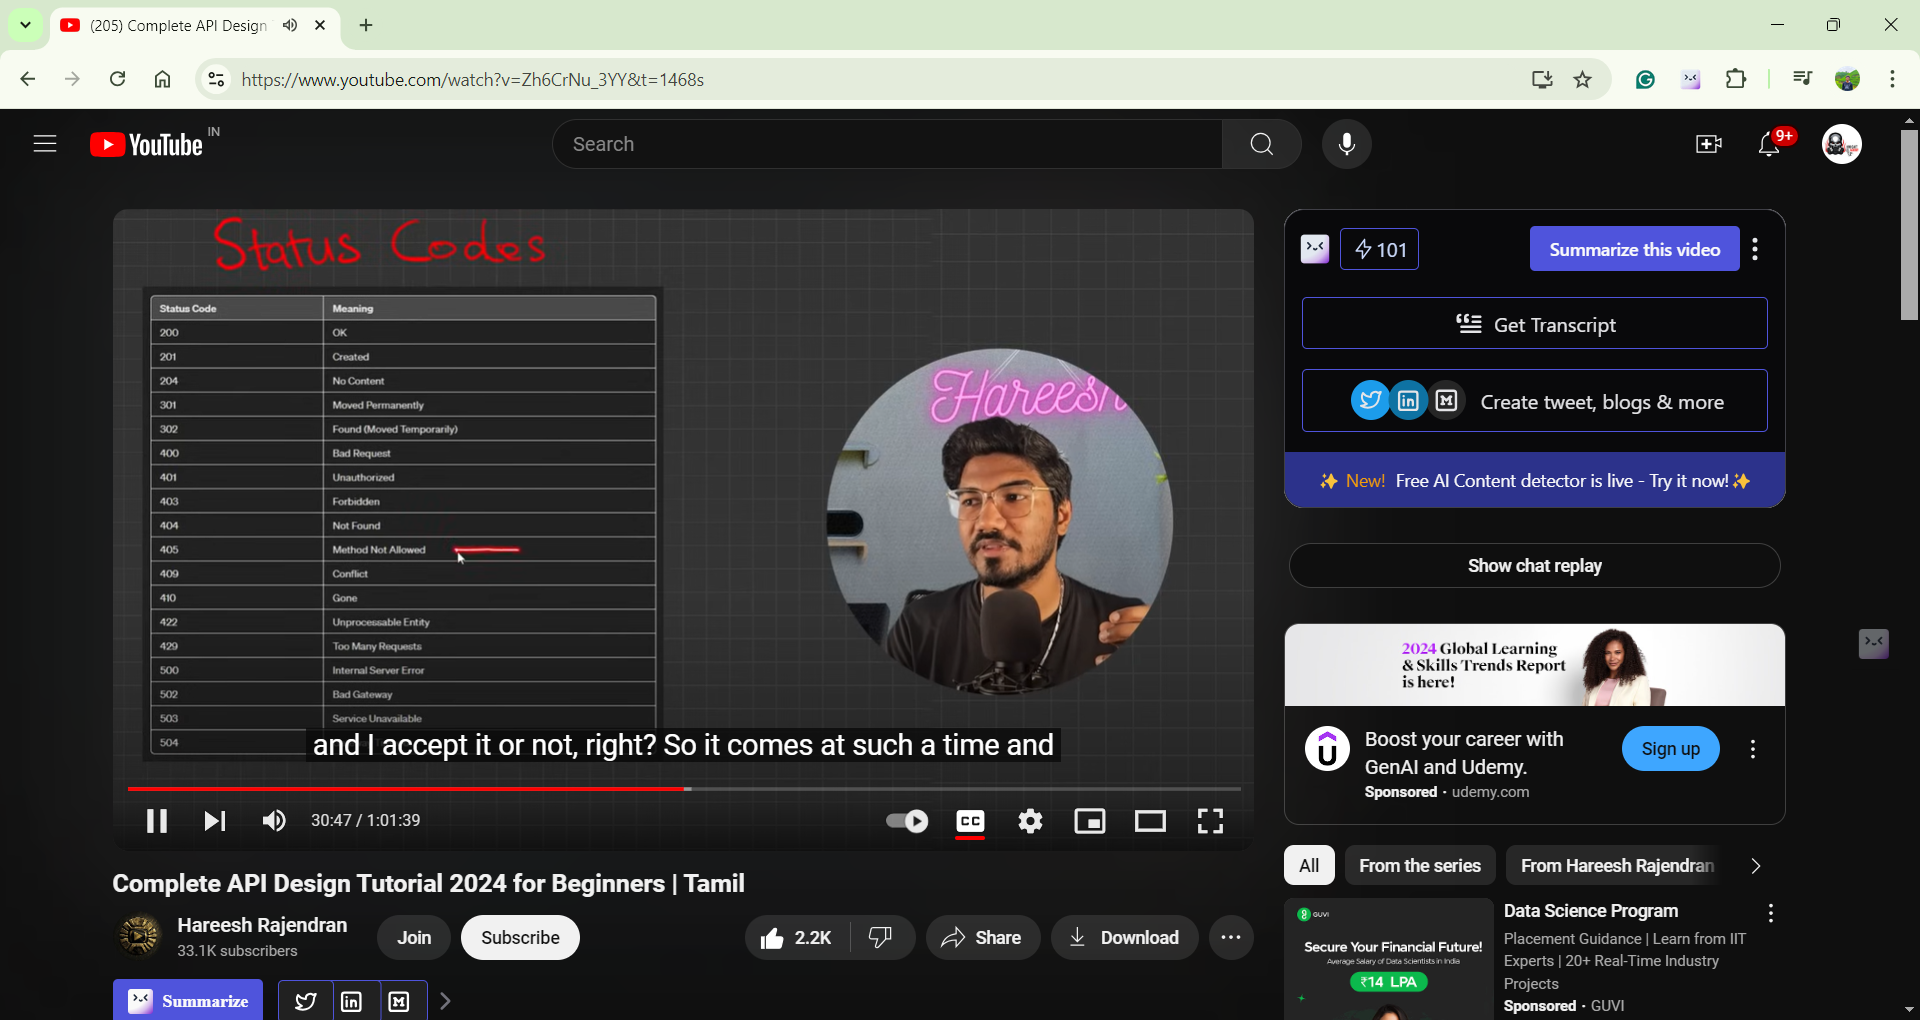 (205) Complete API Design
https://www.youtube.com/watch?v=Zh6CrNu_3YY&t=1468s
YouTube IN
Search
9+
Status Codes
Status Code Meaning
200 OK
201 Created
204 No Content
301 Moved Permanently
302 Found (Moved Temporarily)
400 Bad Request
401 Unauthorized
403 Forbidden
404 Not Found
405 Method Not Allowed
409 Conflict
410 Gone
422 Unprocessable Entity
429 Too Many Requests
500 Internal Server Error
502 Bad Gateway
503 Service Unavailable
504
Hareesh
and I accept it or not, right? So it comes at such a time and
30:47 / 1:01:39
CC
Complete API Design Tutorial 2024 for Beginners | Tamil
Hareesh Rajendran
33.1K subscribers
Join
Subscribe
2.2K
Share
Download
Summarize
101
Summarize this video
Get Transcript
Create tweet, blogs & more
New! Free AI Content detector is live - Try it now!
Show chat replay
2024 Global Learning
& Skills Trends Report
is here!
Boost your career with
GenAI and Udemy.
Sponsored · udemy.com
Sign up
All
From the series
From Hareesh Rajendran
GUVI
Secure Your Financial Future!
Average Salary of Data Scientists in India
₹14 LPA
Data Science Program
Placement Guidance | Learn from IIT
Experts | 20+ Real-Time Industry
Projects
Sponsored · GUVI